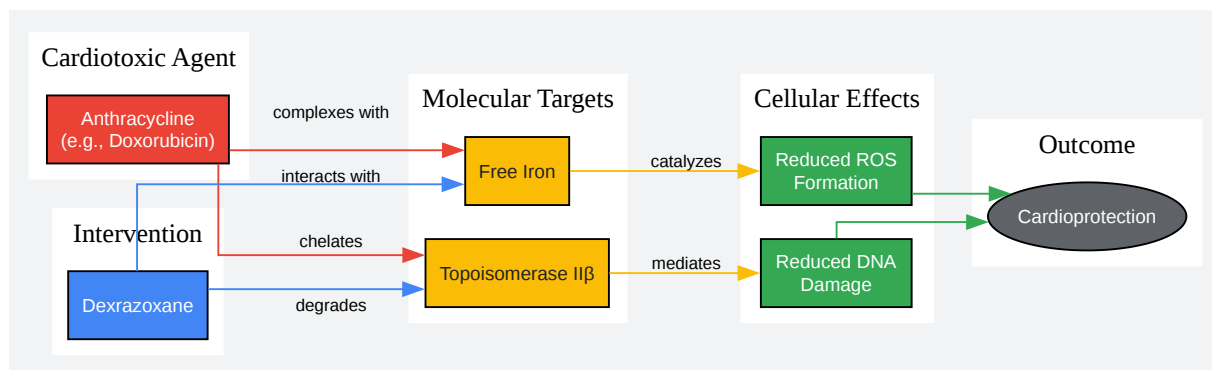 Cardiotoxic Agent
Anthracycline
(e.g., Doxorubicin)
Intervention
Dexrazoxane
complexes with
interacts with
chelates
degrades
Molecular Targets
Free Iron
Topoisomerase IIβ
catalyzes
mediates
Cellular Effects
Reduced ROS
Formation
Reduced DNA
Damage
Outcome
Cardioprotection